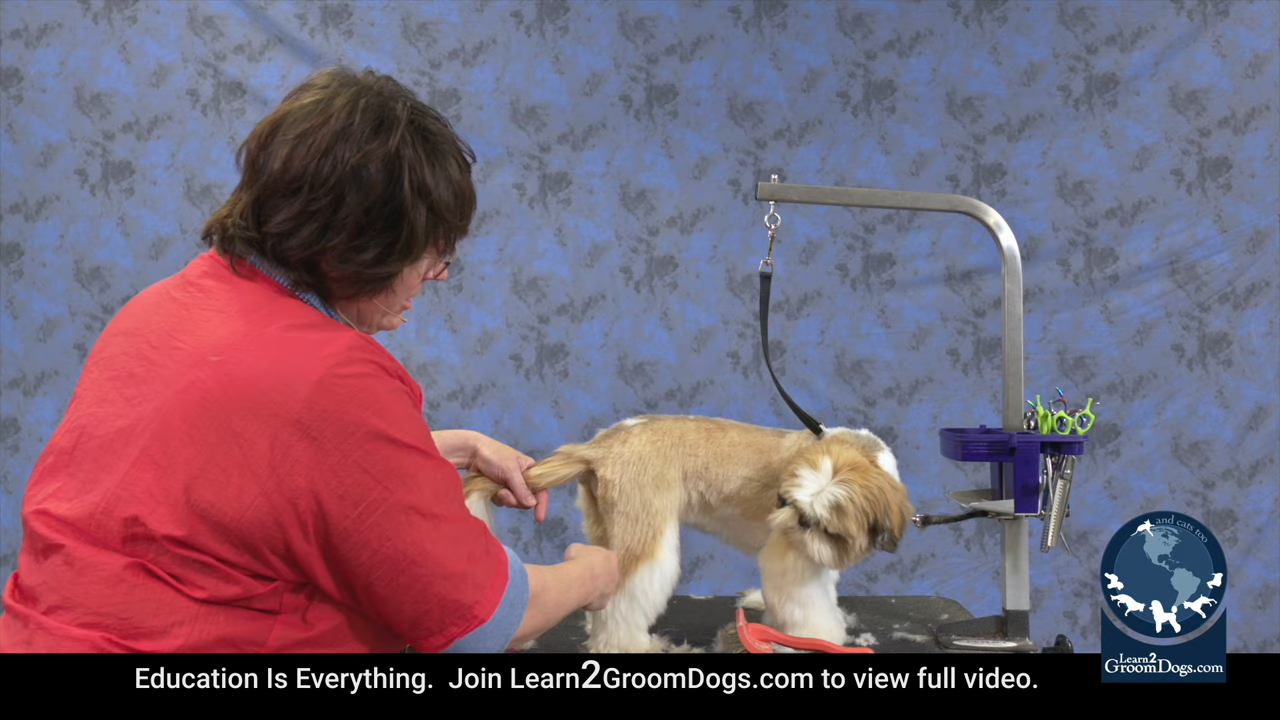 and cats too
Learn2
GroomDogs.com
Education Is Everything.  Join Learn2GroomDogs.com to view full video.